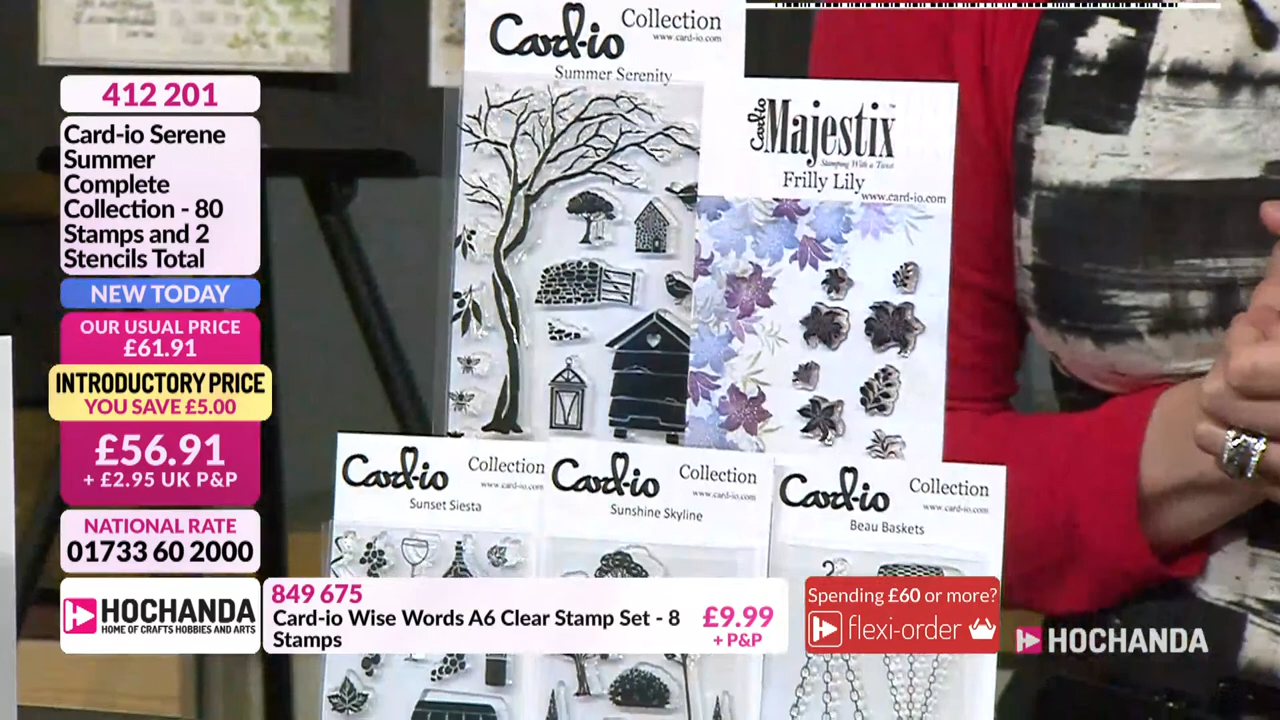 Card-io
Collection
www.card-io.com
Summer Serenity
Card-io
Majestix
Stamping With a Twist
Frilly Lily
www.card-io.com
412 201
Card-io Serene
Summer
Complete
Collection - 80
Stamps and 2
Stencils Total
NEW TODAY
OUR USUAL PRICE
£61.91
INTRODUCTORY PRICE
YOU SAVE £5.00
£56.91
+ £2.95 UK P&P
NATIONAL RATE
01733 60 2000
Card-io
Collection
www.card-io.com
Sunset Siesta
Card-io
Collection
www.card-io.com
Sunshine Skyline
Card-io
Collection
www.card-io.com
Beau Baskets
HOCHANDA
HOME OF CRAFTS HOBBIES AND ARTS
849 675
Card-io Wise Words A6 Clear Stamp Set - 8
Stamps
£9.99
+ P&P
Spending £60 or more?
flexi-order
HOCHANDA